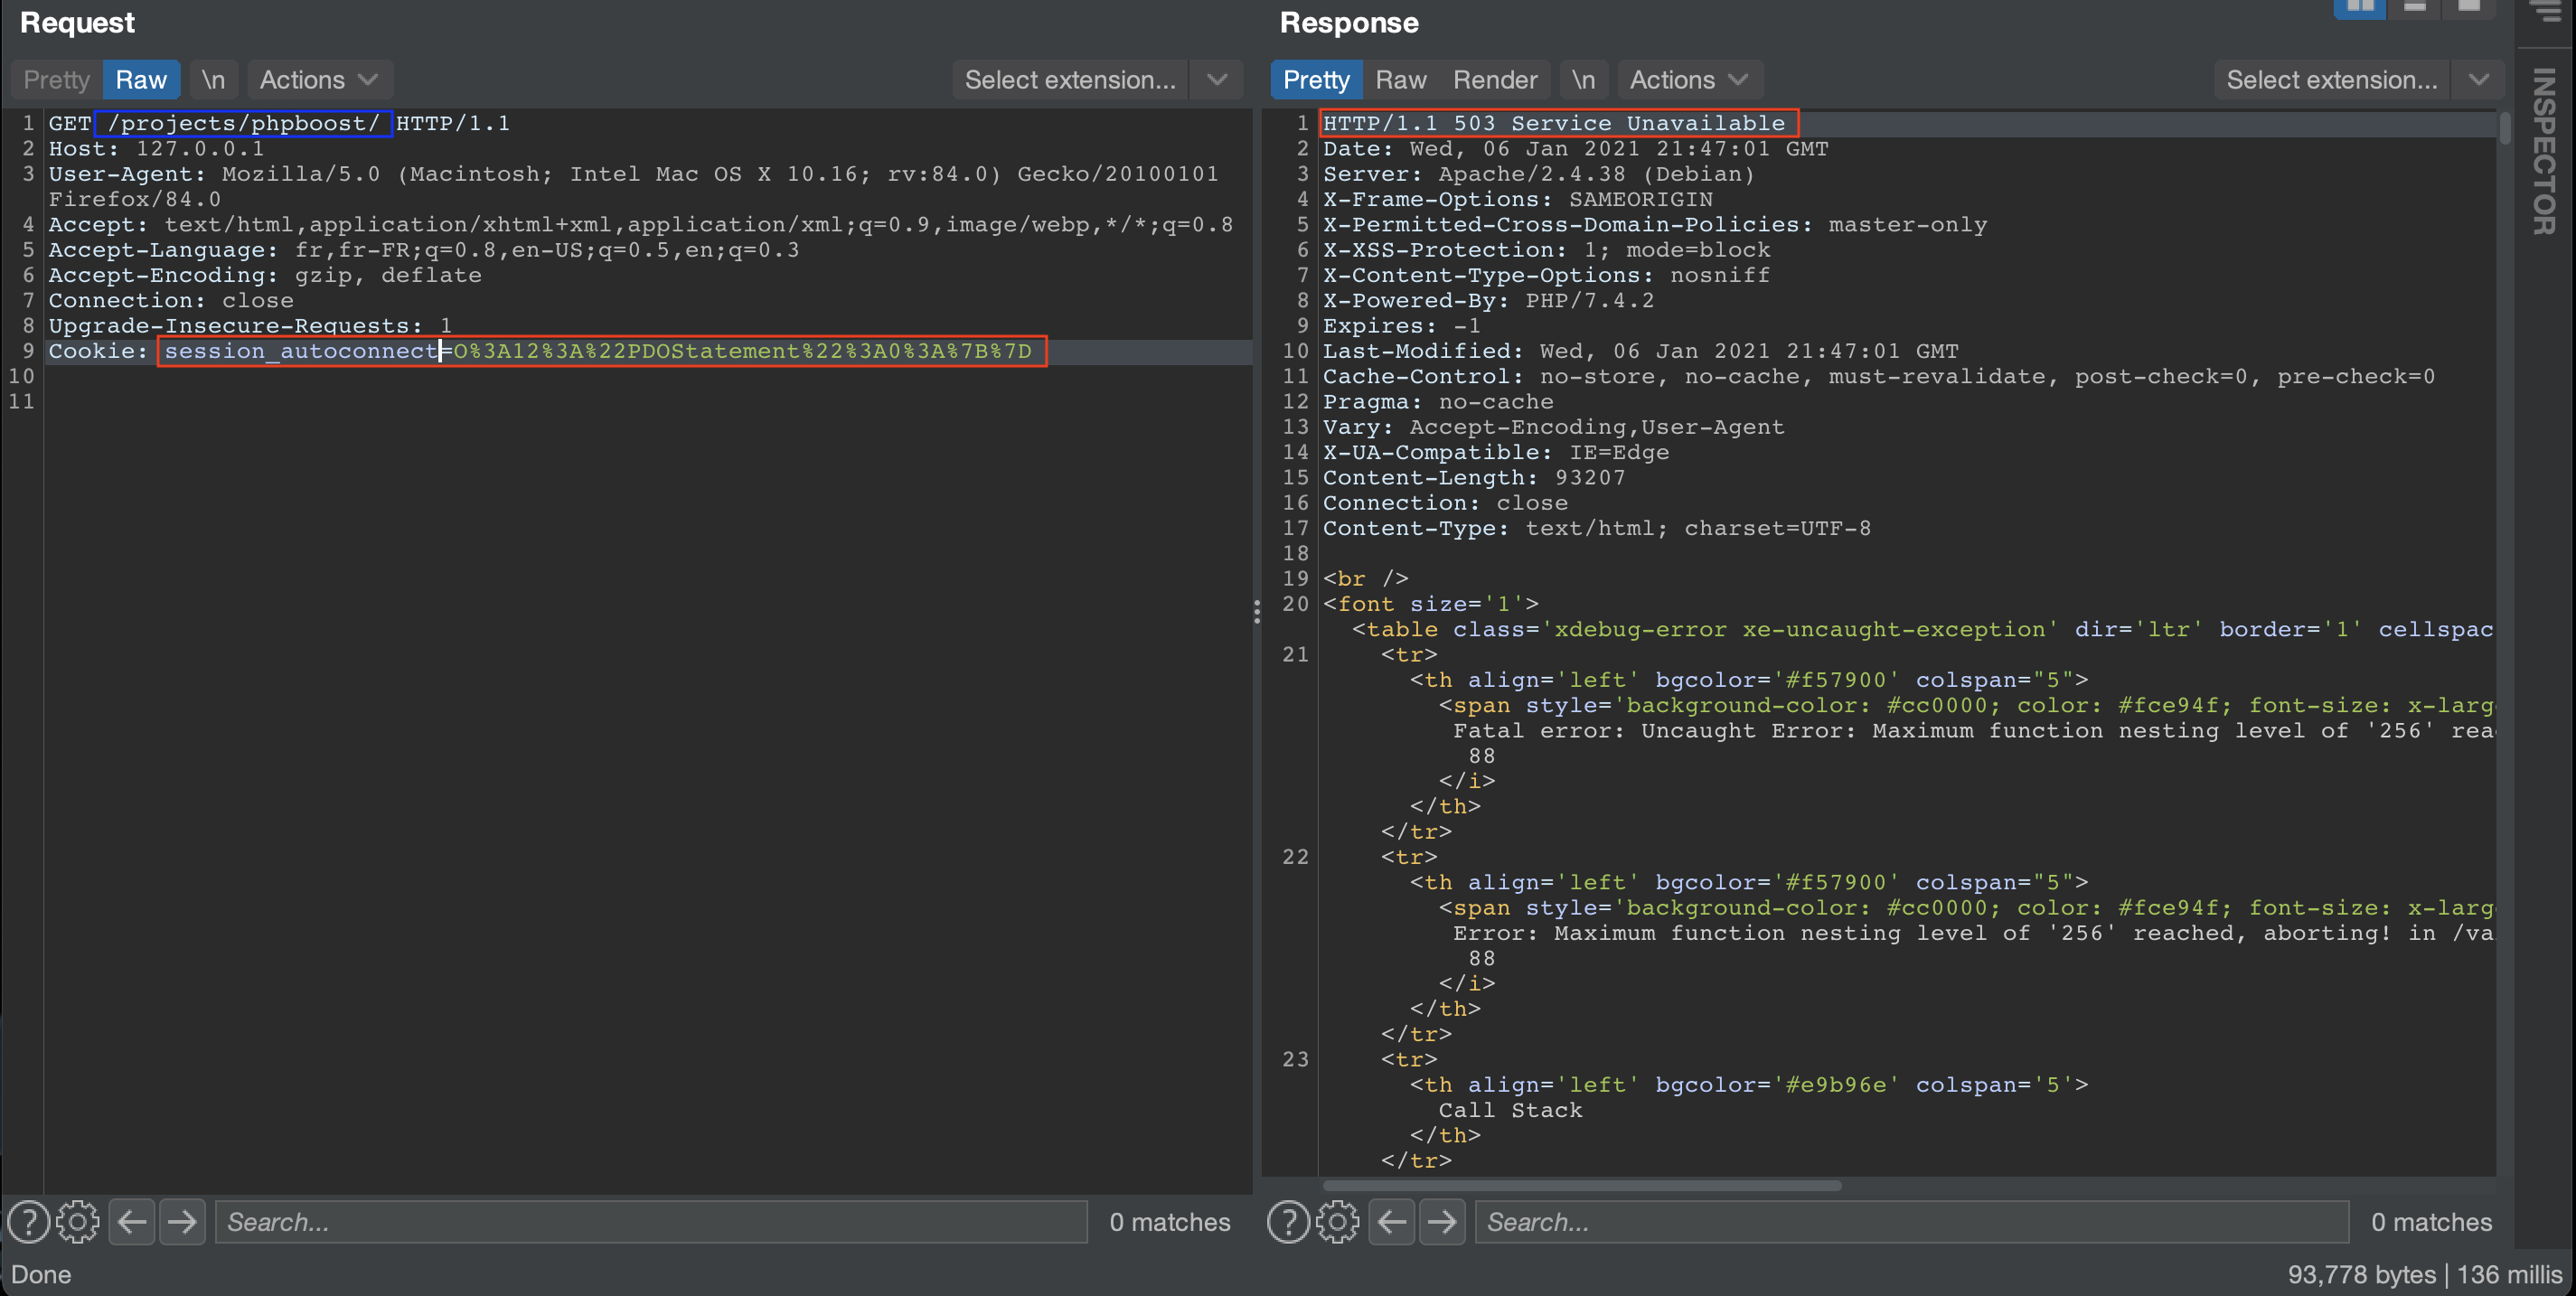 Request
Pretty Raw \n Actions Select extension...
1 GET /projects/phpboost/ HTTP/1.1
2 Host: 127.0.0.1
3 User-Agent: Mozilla/5.0 (Macintosh; Intel Mac OS X 10.16; rv:84.0) Gecko/20100101
Firefox/84.0
4 Accept: text/html,application/xhtml+xml,application/xml;q=0.9,image/webp,*/*;q=0.8
5 Accept-Language: fr,fr-FR;q=0.8,en-US;q=0.5,en;q=0.3
6 Accept-Encoding: gzip, deflate
7 Connection: close
8 Upgrade-Insecure-Requests: 1
9 Cookie: session_autoconnect=O%3A12%3A%22PDOStatement%22%3A0%3A%7B%7D
10
11
? Search... 0 matches
Response
Pretty Raw Render \n Actions Select extension...
1 HTTP/1.1 503 Service Unavailable
2 Date: Wed, 06 Jan 2021 21:47:01 GMT
3 Server: Apache/2.4.38 (Debian)
4 X-Frame-Options: SAMEORIGIN
5 X-Permitted-Cross-Domain-Policies: master-only
6 X-XSS-Protection: 1; mode=block
7 X-Content-Type-Options: nosniff
8 X-Powered-By: PHP/7.4.2
9 Expires: -1
10 Last-Modified: Wed, 06 Jan 2021 21:47:01 GMT
11 Cache-Control: no-store, no-cache, must-revalidate, post-check=0, pre-check=0
12 Pragma: no-cache
13 Vary: Accept-Encoding,User-Agent
14 X-UA-Compatible: IE=Edge
15 Content-Length: 93207
16 Connection: close
17 Content-Type: text/html; charset=UTF-8
18
19 <br />
20 <font size='1'>
<table class='xdebug-error xe-uncaught-exception' dir='ltr' border='1' cellspac
21 <tr>
<th align='left' bgcolor='#f57900' colspan="5">
<span style='background-color: #cc0000; color: #fce94f; font-size: x-larg
Fatal error: Uncaught Error: Maximum function nesting level of '256' rea
88
</i>
</th>
</tr>
22 <tr>
<th align='left' bgcolor='#f57900' colspan="5">
<span style='background-color: #cc0000; color: #fce94f; font-size: x-larg
Error: Maximum function nesting level of '256' reached, aborting! in /va
88
</i>
</th>
</tr>
23 <tr>
<th align='left' bgcolor='#e9b96e' colspan='5'>
Call Stack
</th>
</tr>
? Search... 0 matches
INSPECTOR
Done
93,778 bytes | 136 millis